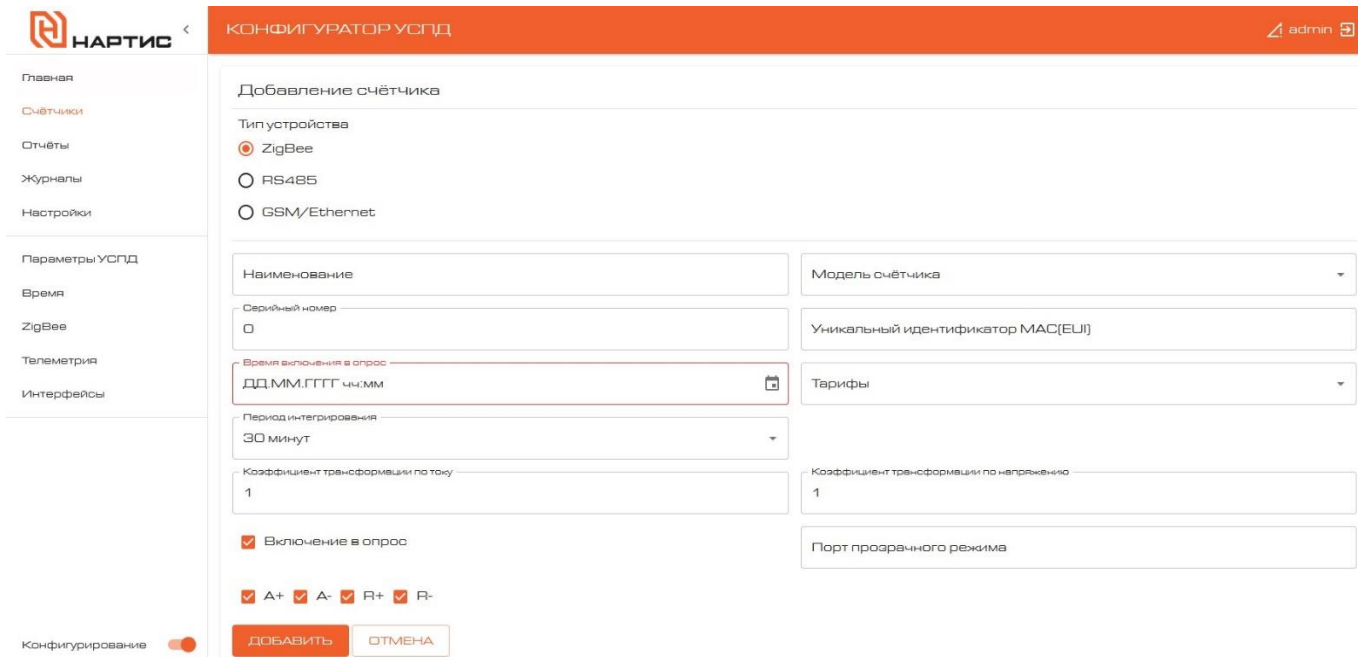 НАРТИС
КОНФИГУРАТОР УСПД
admin
Главная
Счётчики
Отчёты
Журналы
Настройки
Параметры УСПД
Время
ZigBee
Телеметрия
Интерфейсы
Конфигурирование
Добавление счётчика
Тип устройства
ZigBee
RS485
GSM/Ethernet
Наименование
Модель счётчика
Серийный номер
0
Уникальный идентификатор MAC(EUI)
Время включения в опрос
ДД.ММ.ГГГГ чч:мм
Тарифы
Период интегрирования
30 минут
Коэффициент трансформации по току
1
Коэффициент трансформации по напряжению
1
Включение в опрос
Порт прозрачного режима
A+ A- R+ R-
ДОБАВИТЬ ОТМЕНА